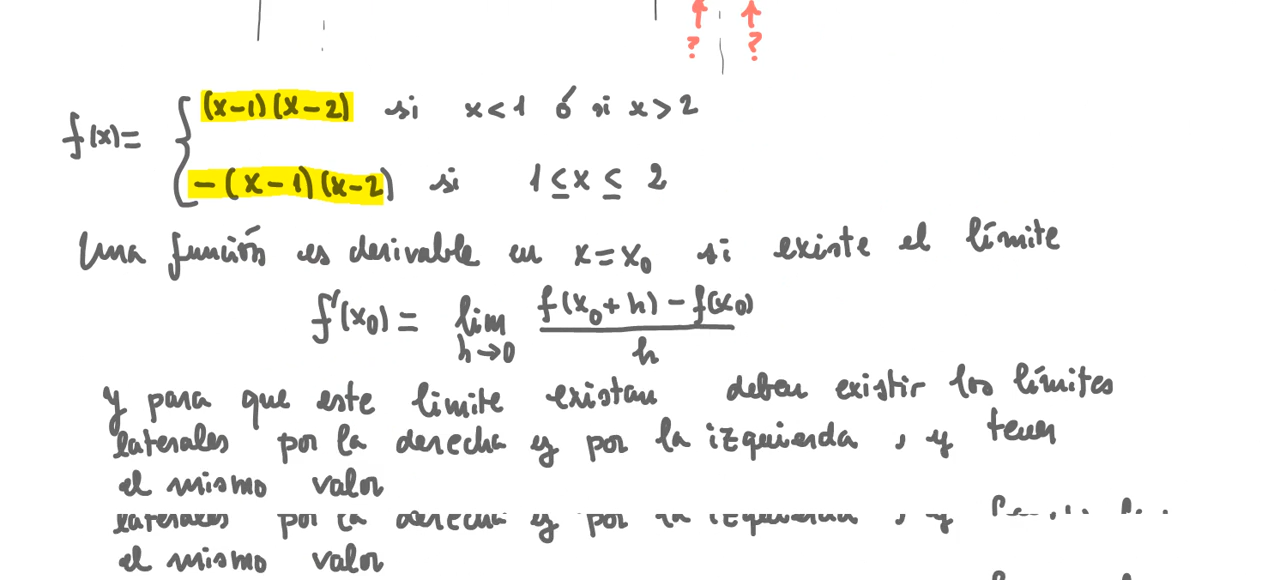 ? ?
f(x)= { (x-1)(x-2) si x<1 ó si x>2
-(x-1)(x-2) si 1≤x≤2
Una función es derivable en x=x₀ si existe el límite
f'(x₀) = lim h→0 f(x₀+h) - f(x₀) / h
y para que este limite existan deben existir los límites
laterales por la derecha y por la izquierda, y tener
el mismo valor
laterales por la derecha y por la izquierda, y
el mismo valor